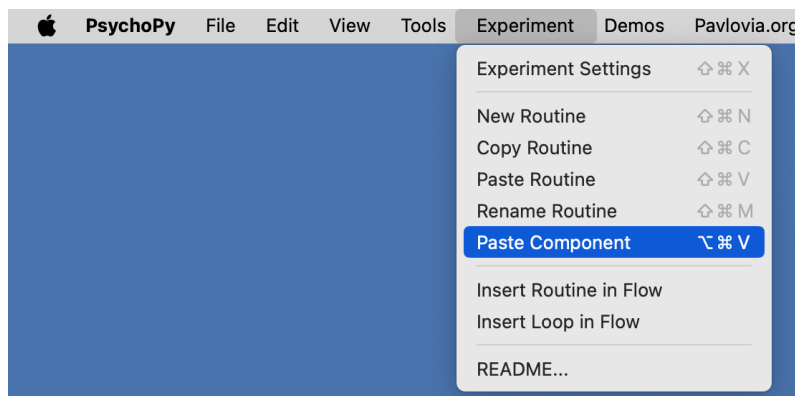 PsychoPy File Edit View Tools Experiment Demos Pavlovia.org
Experiment Settings ⇧⌘X
New Routine ⇧⌘N
Copy Routine ⇧⌘C
Paste Routine ⇧⌘V
Rename Routine ⇧⌘M
Paste Component ⌥⌘V
Insert Routine in Flow
Insert Loop in Flow
README...